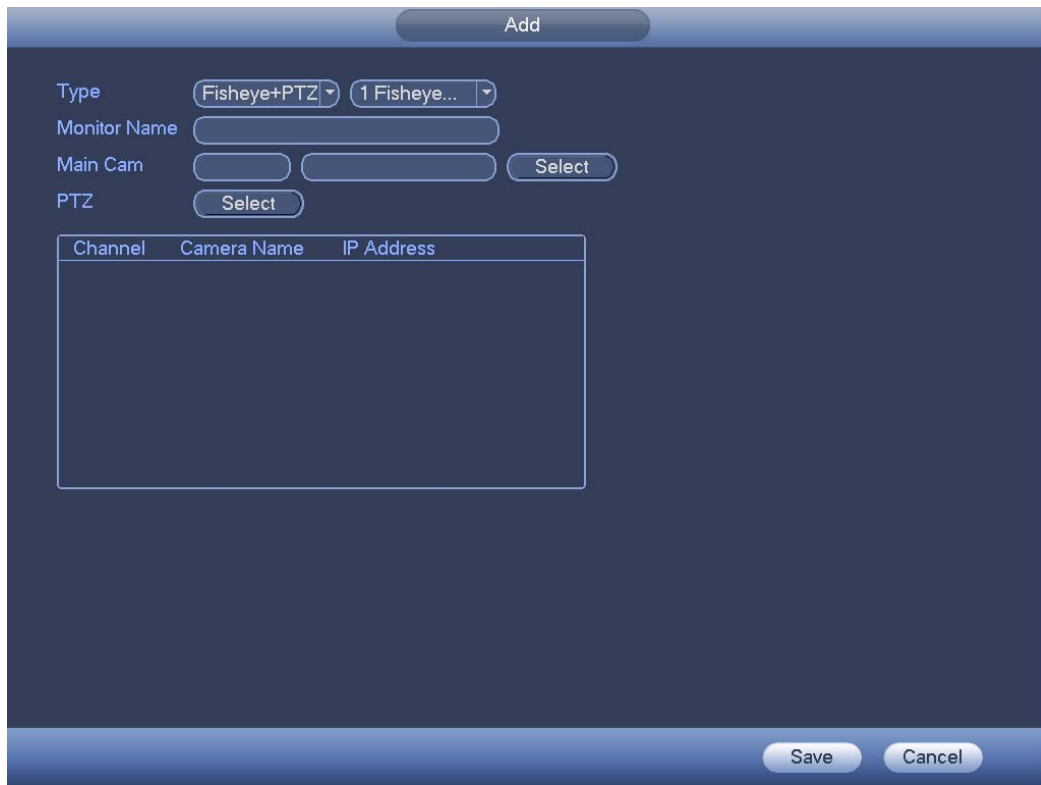 Add
Type Fisheye+PTZ 1 Fisheye...
Monitor Name
Main Cam Select
PTZ Select
Channel Camera Name IP Address
Save Cancel